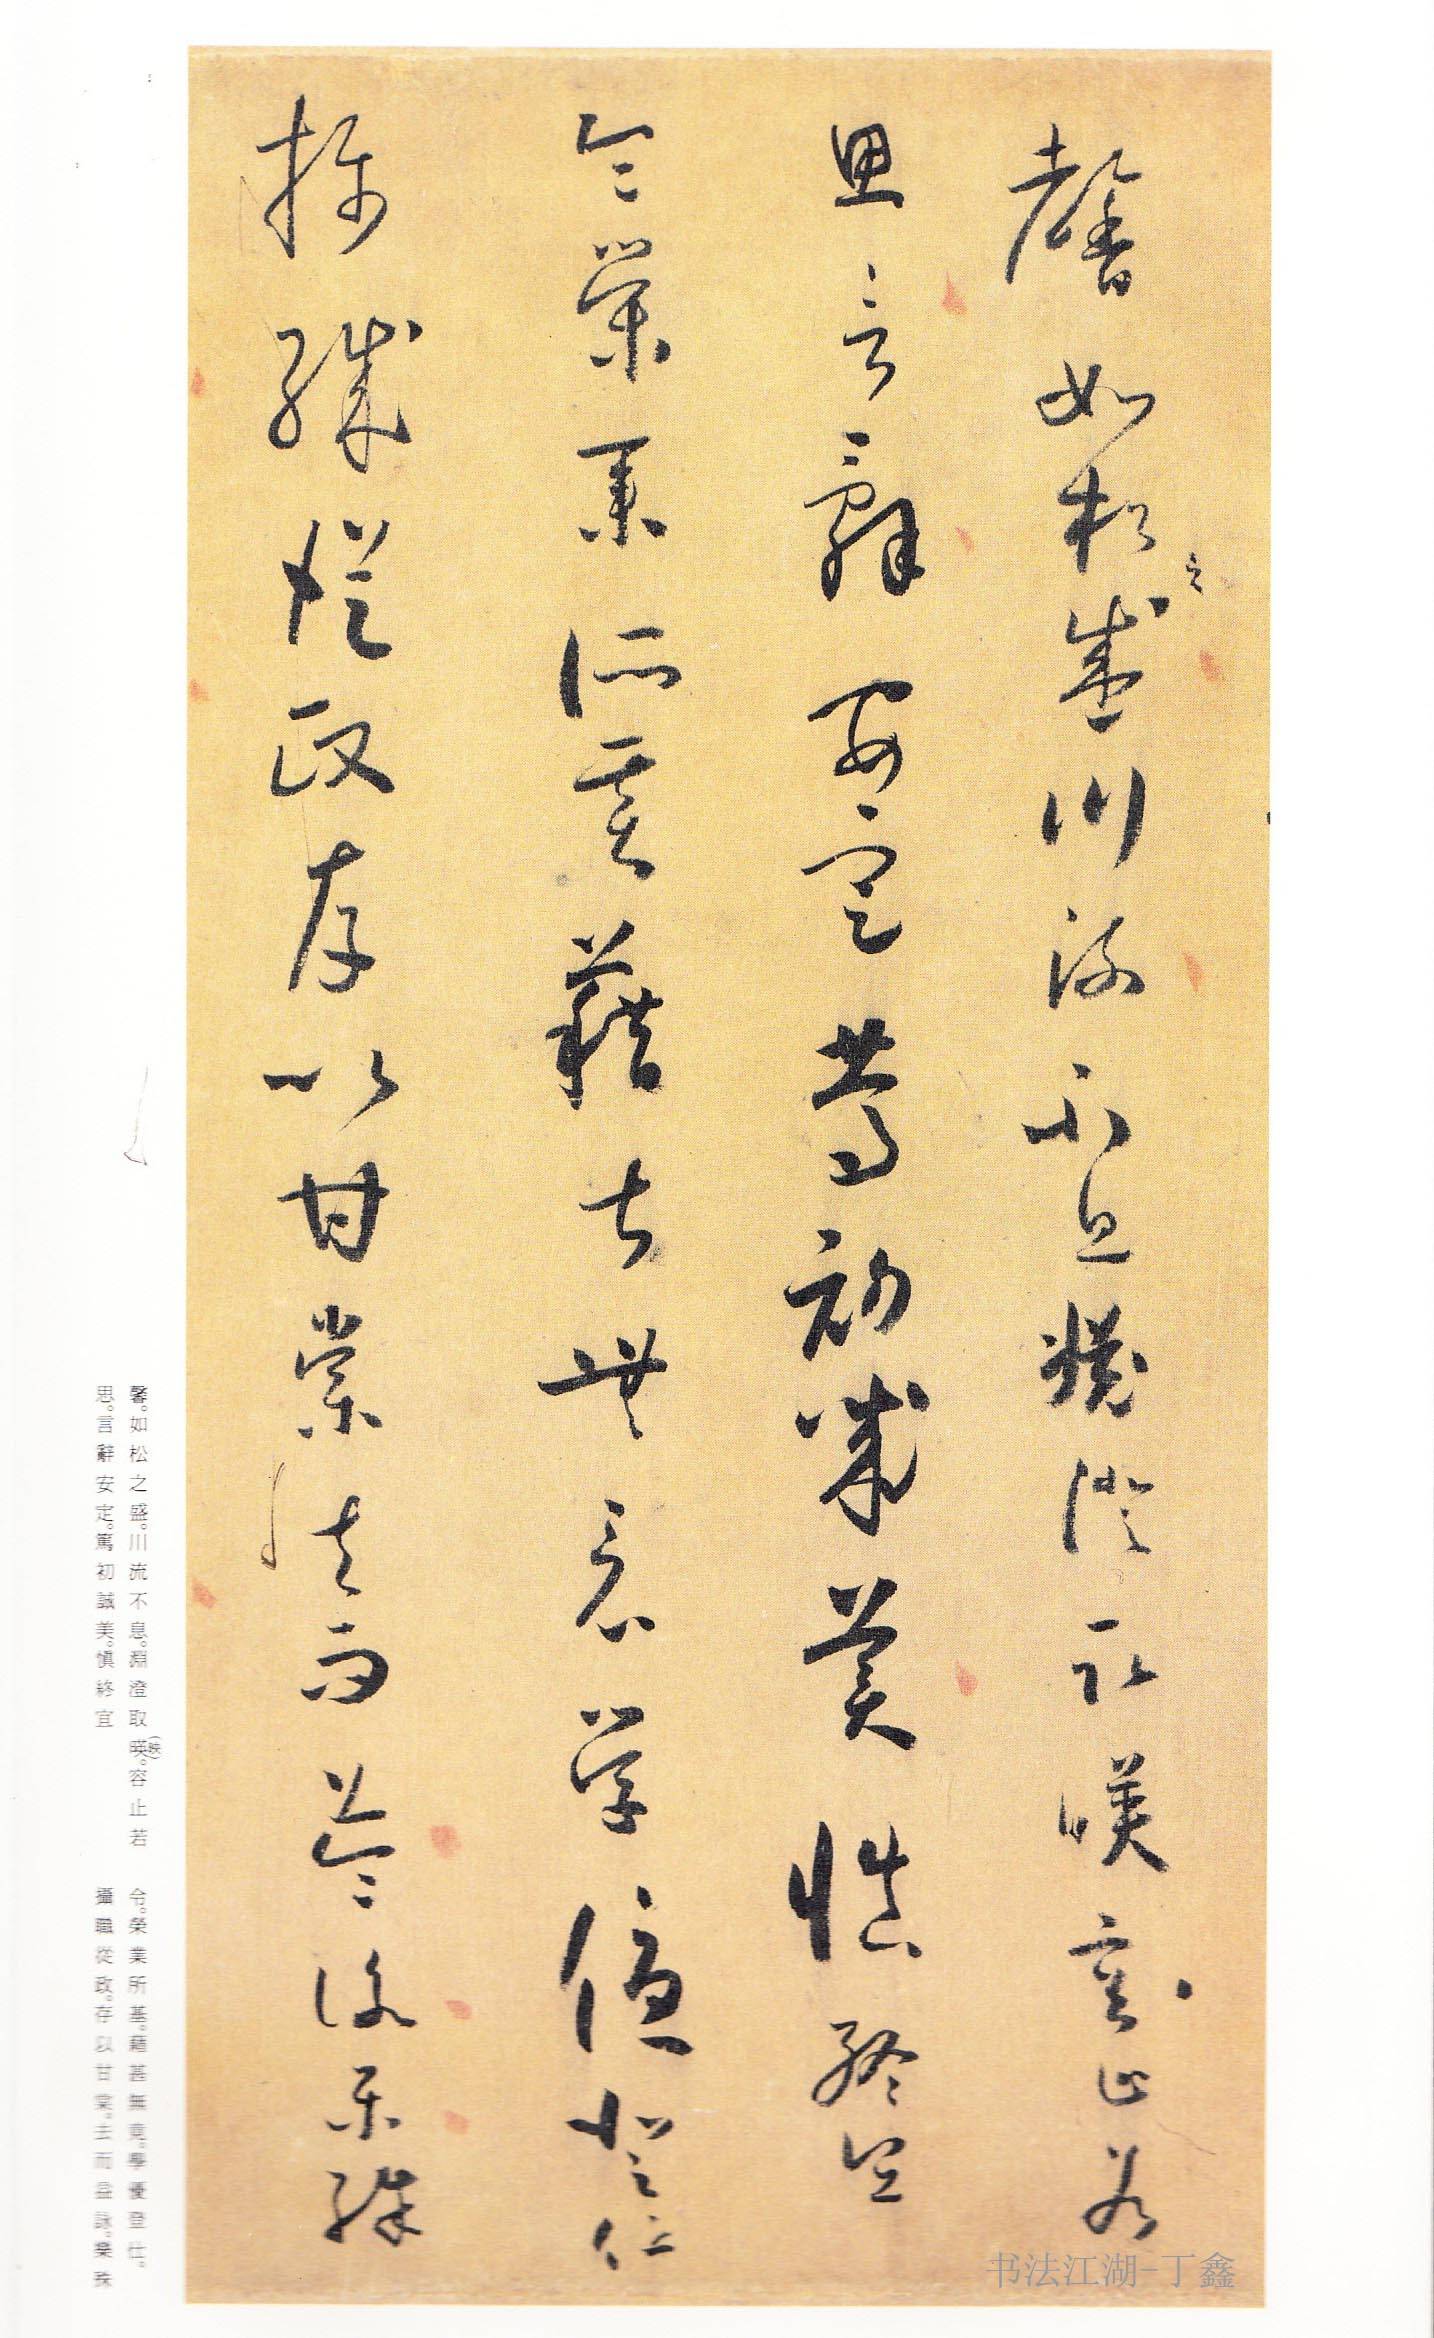 馨如松之盛川流不息淵澄取暎容止若
思言辭安定篤初誠美慎終宜
令榮業所基藉甚無竟學優登仕
攝職從政存以甘棠去而益詠樂殊
馨。如松之盛。川流不息。淵澄取暎(映)。容止若
思。言辭安定。篤初誠美。慎終宜
令。榮業所基。藉甚無竟。學優登仕。
攝職從政。存以甘棠。去而益詠。樂殊
书法江湖-丁鑫